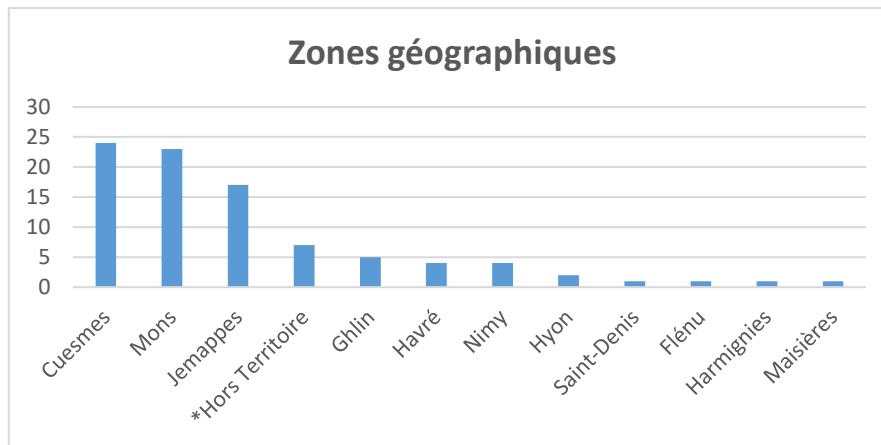 Zones géographiques
30
25
20
15
10
5
0
Cuesmes
Mons
Jemappes
*Hors Territoire
Ghlin
Havré
Nimy
Hyon
Saint-Denis
Flénu
Harmignies
Maisières